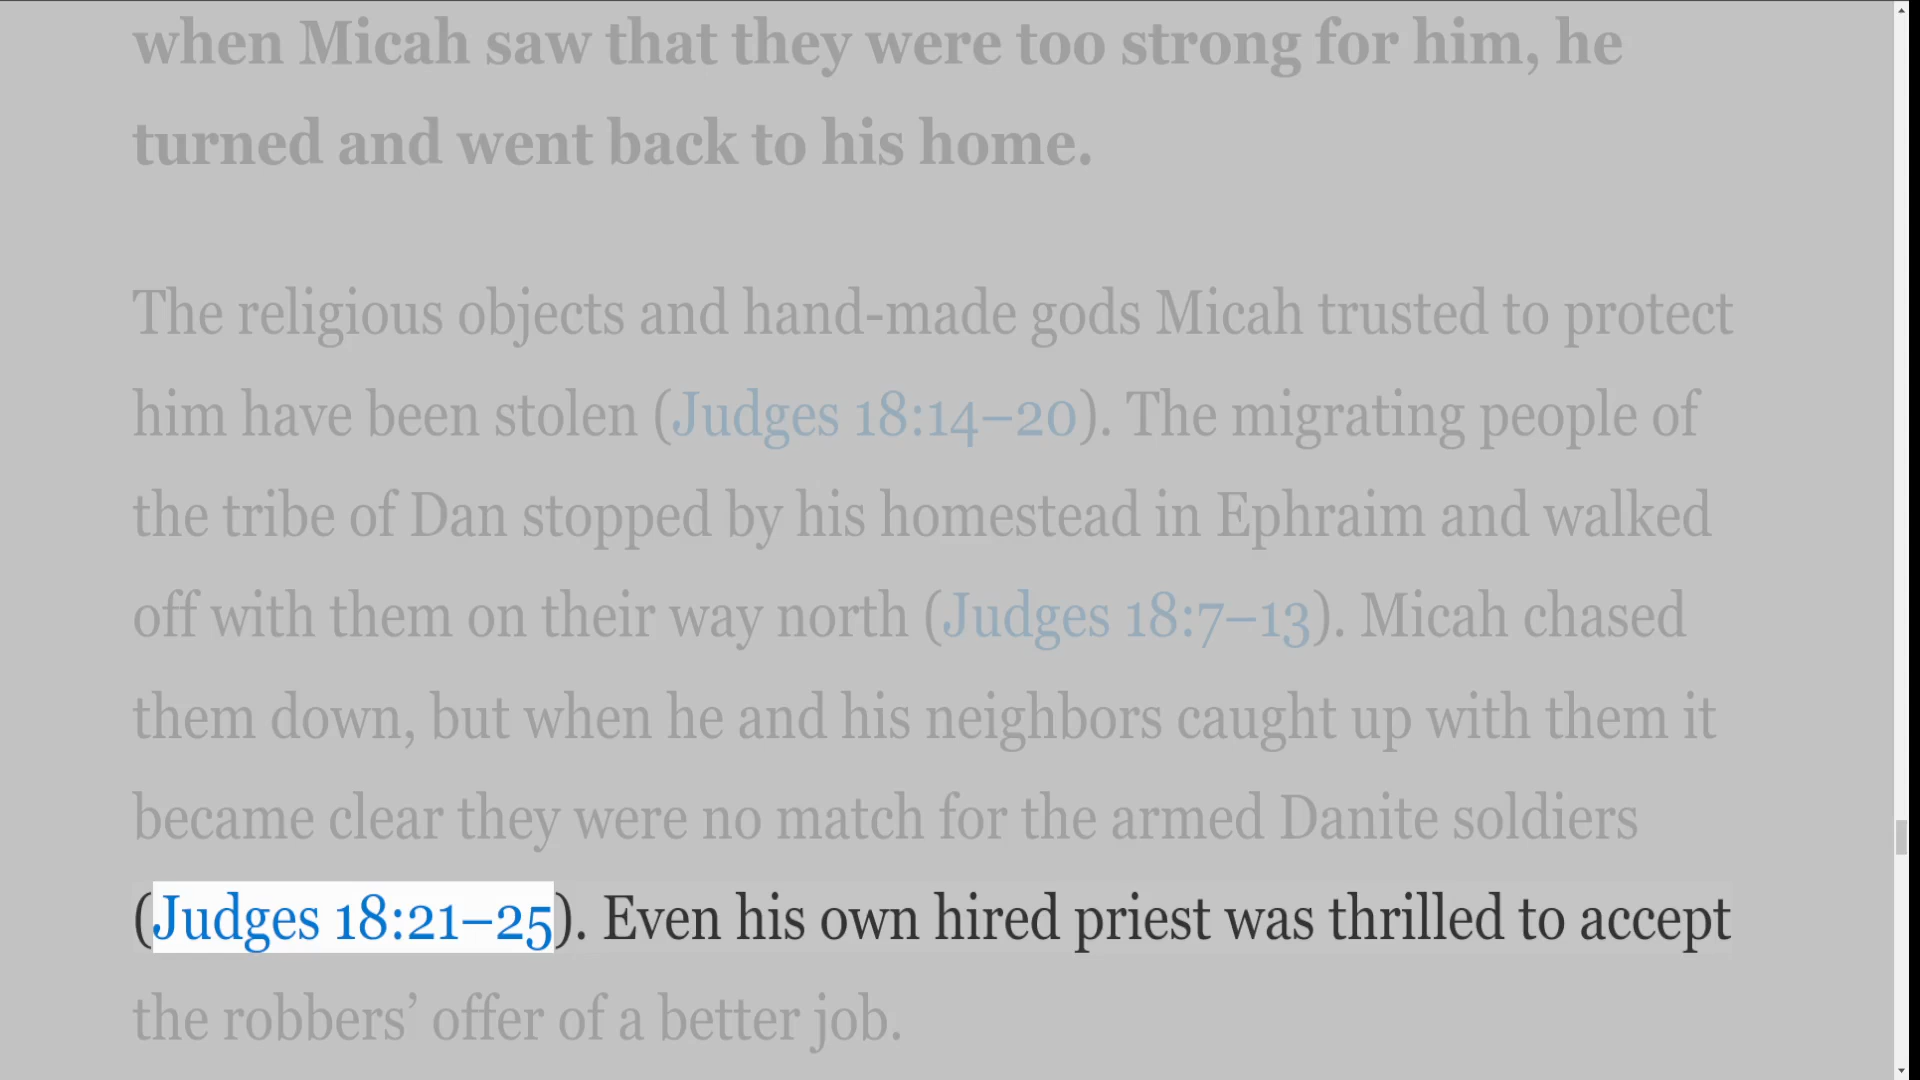 when Micah saw that they were too strong for him, he
turned and went back to his home.
The religious objects and hand-made gods Micah trusted to protect
him have been stolen (Judges 18:14–20). The migrating people of
the tribe of Dan stopped by his homestead in Ephraim and walked
off with them on their way north (Judges 18:7–13). Micah chased
them down, but when he and his neighbors caught up with them it
became clear they were no match for the armed Danite soldiers
(Judges 18:21–25). Even his own hired priest was thrilled to accept
the robbers’ offer of a better job.